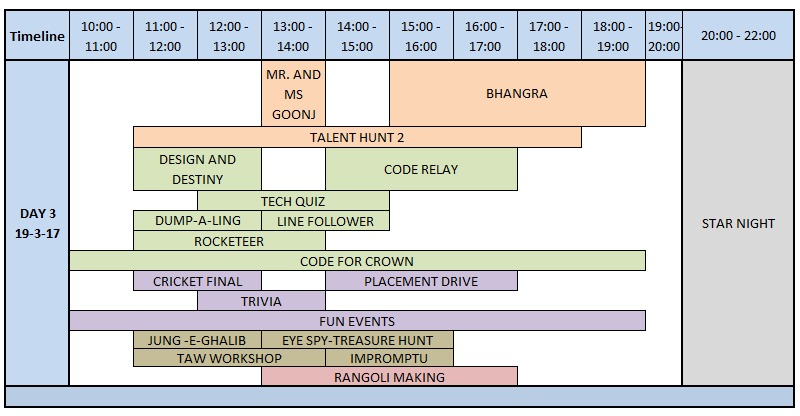 Timeline
10:00 -
11:00
11:00 -
12:00
12:00 -
13:00
13:00 -
14:00
14:00 -
15:00
15:00 -
16:00
16:00 -
17:00
17:00 -
18:00
18:00 -
19:00
19:00-
20:00
20:00 - 22:00
DAY 3
19-3-17
MR. AND
MS
GOONJ
BHANGRA
TALENT HUNT 2
DESIGN AND
DESTINY
CODE RELAY
TECH QUIZ
DUMP-A-LING
LINE FOLLOWER
ROCKETEER
CODE FOR CROWN
CRICKET FINAL
PLACEMENT DRIVE
TRIVIA
FUN EVENTS
JUNG -E-GHALIB
EYE SPY-TREASURE HUNT
TAW WORKSHOP
IMPROMPTU
RANGOLI MAKING
STAR NIGHT